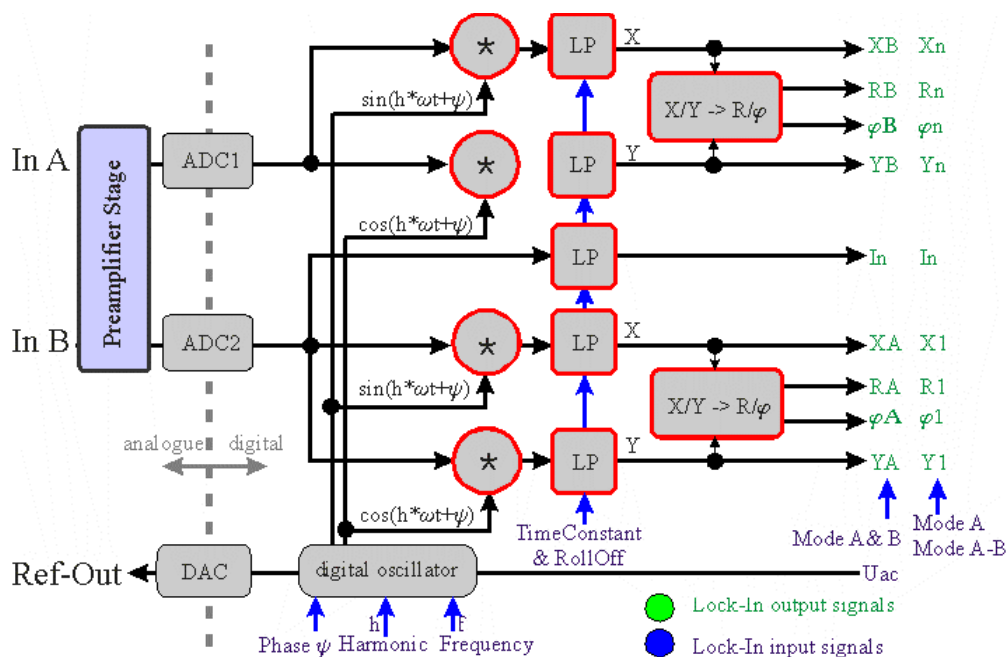 * LP X XB Xn
sin(h*ωt+ψ) RB Rn
X/Y -> R/φ
φB φn
In A Preamplifier Stage ADC1 * LP Y YB Yn
cos(h*ωt+ψ)
LP In In
In B ADC2 * LP X XA X1
sin(h*ωt+ψ) RA R1
X/Y -> R/φ
φA φ1
analogue digital
* LP Y YA Y1
cos(h*ωt+ψ)
TimeConstant
& RollOff
Mode A& B
Mode A
Mode A-B
Ref-Out DAC digital oscillator Uac
h f
Phase ψ Harmonic Frequency
Lock-In output signals
Lock-In input signals